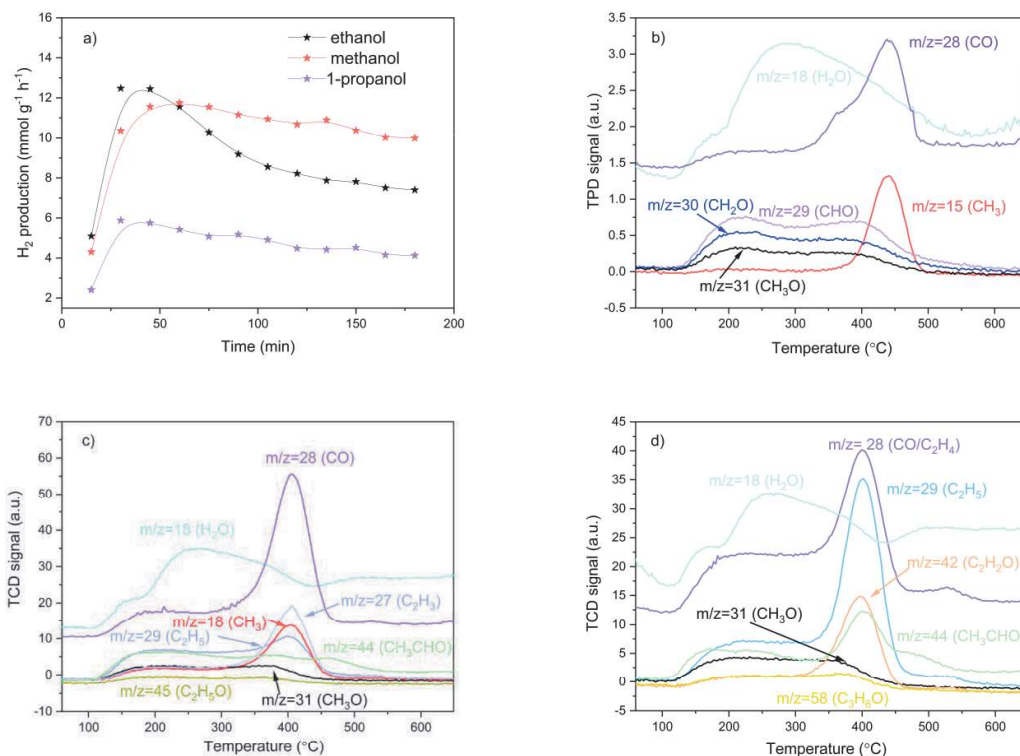 a)
ethanol
methanol
1-propanol
H₂ production (mmol g⁻¹ h⁻¹)
16
14
12
10
8
6
4
2
0 50 100 150 200
Time (min)
b)
m/z=28 (CO)
m/z=18 (H₂O)
m/z=30 (CH₂O)
m/z=29 (CHO)
m/z=15 (CH₃)
m/z=31 (CH₃O)
TPD signal (a.u.)
3.5
3.0
2.5
2.0
1.5
1.0
0.5
0.0
-0.5
100 200 300 400 500 600
Temperature (°C)
c)
m/z=28 (CO)
m/z=18 (H₂O)
m/z=27 (C₂H₃)
m/z=18 (CH₃)
m/z=29 (C₂H₅)
m/z=44 (CH₃CHO)
m/z=45 (C₂H₅O)
m/z=31 (CH₃O)
TCD signal (a.u.)
70
60
50
40
30
20
10
0
-10
100 200 300 400 500 600
Temperature (°C)
d)
m/z= 28 (CO/C₂H₄)
m/z=18 (H₂O)
m/z=29 (C₂H₅)
m/z=42 (C₂H₂O)
m/z=31 (CH₃O)
m/z=44 (CH₃CHO)
m/z=58 (C₃H₆O)
TCD signal (a.u.)
45
40
35
30
25
20
15
10
5
0
-5
100 200 300 400 500 600
Temperature (°C)